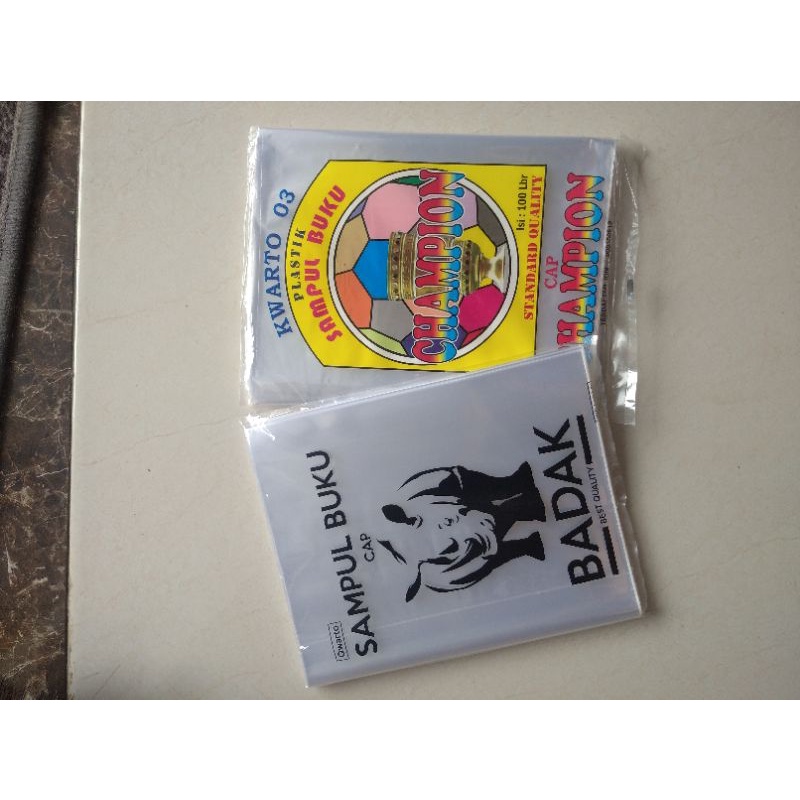 KWARTO 03
PLASTIK
SAMPUL BUKU
CHAMPION
Isi : 100 Lbr
STANDARD QUALITY
CAP
CHAMPION
Qwarto
SAMPUL BUKU
CAP
BADAK
BEST QUALITY